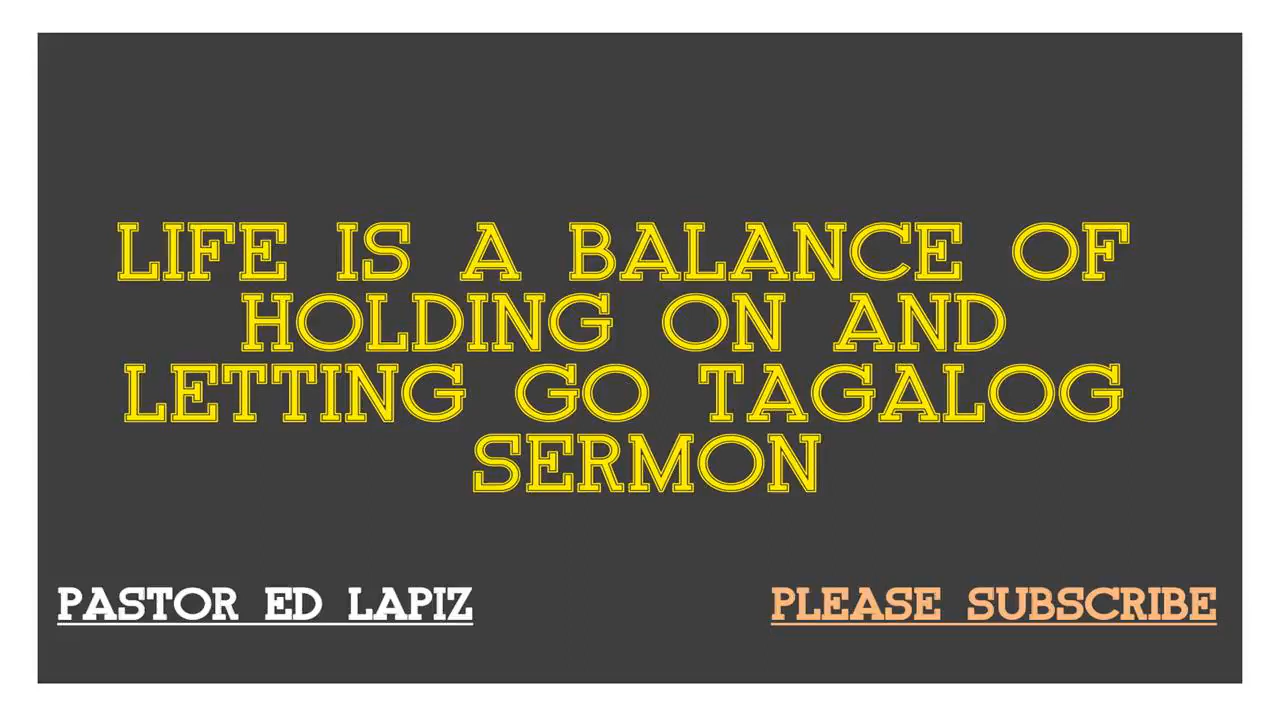 LIFE IS A BALANCE OF
HOLDING ON AND
LETTING GO TAGALOG
SERMON
PASTOR ED LAPIZ
PLEASE SUBSCRIBE